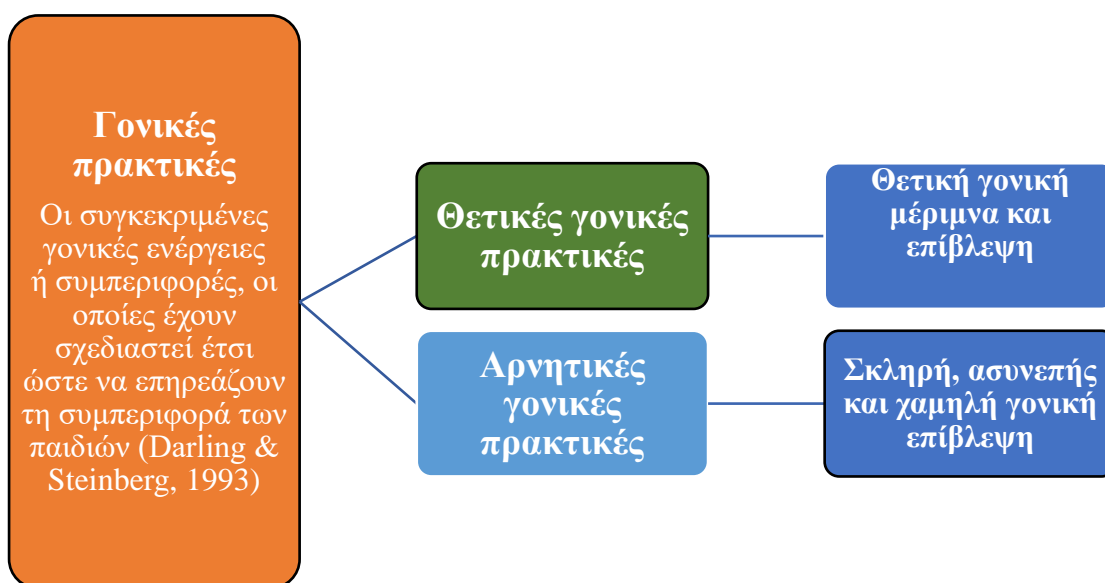 Γονικές
πρακτικές
Οι συγκεκριμένες
γονικές ενέργειες
ή συμπεριφορές, οι
οποίες έχουν
σχεδιαστεί έτσι
ώστε να επηρεάζουν
τη συμπεριφορά των
παιδιών (Darling &
Steinberg, 1993)
Θετικές γονικές
πρακτικές
Θετική γονική
μέριμνα και
επίβλεψη
Αρνητικές
γονικές
πρακτικές
Σκληρή, ασυνεπής
και χαμηλή γονική
επίβλεψη